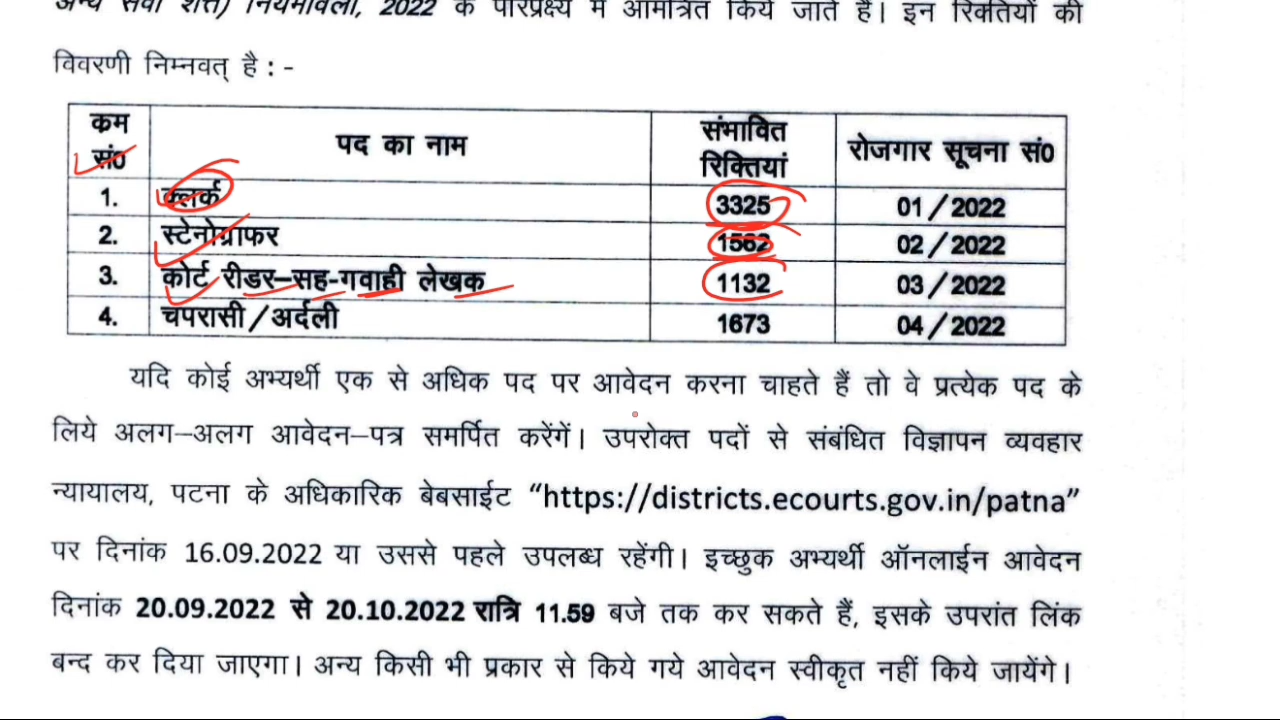 अन्य सेवा शर्त्त) नियमावली, 2022 के परिप्रेक्ष्य में आमंत्रित किये जाते हैं। इन रिक्तियों की
विवरणी निम्नवत् है : -
कम सं० पद का नाम संभावित रिक्तियां रोजगार सूचना सं०
1. क्लर्क 3325 01/2022
2. स्टेनोग्राफर 1562 02/2022
3. कोर्ट रीडर–सह-गवाही लेखक 1132 03/2022
4. चपरासी/अर्दली 1673 04/2022
यदि कोई अभ्यर्थी एक से अधिक पद पर आवेदन करना चाहते हैं तो वे प्रत्येक पद के
लिये अलग–अलग आवेदन–पत्र समर्पित करेंगें। उपरोक्त पदों से संबंधित विज्ञापन व्यवहार
न्यायालय, पटना के अधिकारिक बेबसाईट “https://districts.ecourts.gov.in/patna”
पर दिनांक 16.09.2022 या उससे पहले उपलब्ध रहेंगी। इच्छुक अभ्यर्थी ऑनलाईन आवेदन
दिनांक 20.09.2022 से 20.10.2022 रात्रि 11.59 बजे तक कर सकते हैं, इसके उपरांत लिंक
बन्द कर दिया जाएगा। अन्य किसी भी प्रकार से किये गये आवेदन स्वीकृत नहीं किये जायेंगे।